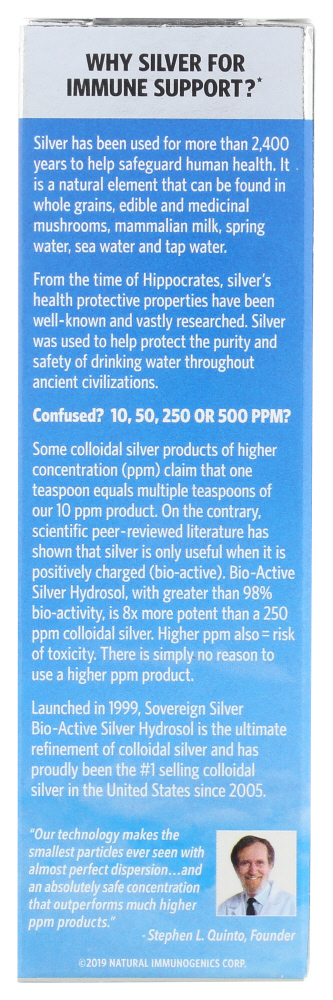 WHY SILVER FOR
IMMUNE SUPPORT?*
Silver has been used for more than 2,400
years to help safeguard human health. It
is a natural element that can be found in
whole grains, edible and medicinal
mushrooms, mammalian milk, spring
water, sea water and tap water.
From the time of Hippocrates, silver's
health protective properties have been
well-known and vastly researched. Silver
was used to help protect the purity and
safety of drinking water throughout
ancient civilizations.
Confused? 10, 50, 250 OR 500 PPM?
Some colloidal silver products of higher
concentration (ppm) claim that one
teaspoon equals multiple teaspoons of
our 10 ppm product. On the contrary,
scientific peer-reviewed literature has
shown that silver is only useful when it is
positively charged (bio-active). Bio-Active
Silver Hydrosol, with greater than 98%
bio-activity, is 8x more potent than a 250
ppm colloidal silver. Higher ppm also = risk
of toxicity. There is simply no reason to
use a higher ppm product.
Launched in 1999, Sovereign Silver
Bio-Active Silver Hydrosol is the ultimate
refinement of colloidal silver and has
proudly been the #1 selling colloidal
silver in the United States since 2005.
"Our technology makes the
smallest particles ever seen with
almost perfect dispersion...and
an absolutely safe concentration
that outperforms much higher
ppm products."
- Stephen L. Quinto, Founder
©2019 NATURAL IMMUNOGENICS CORP.